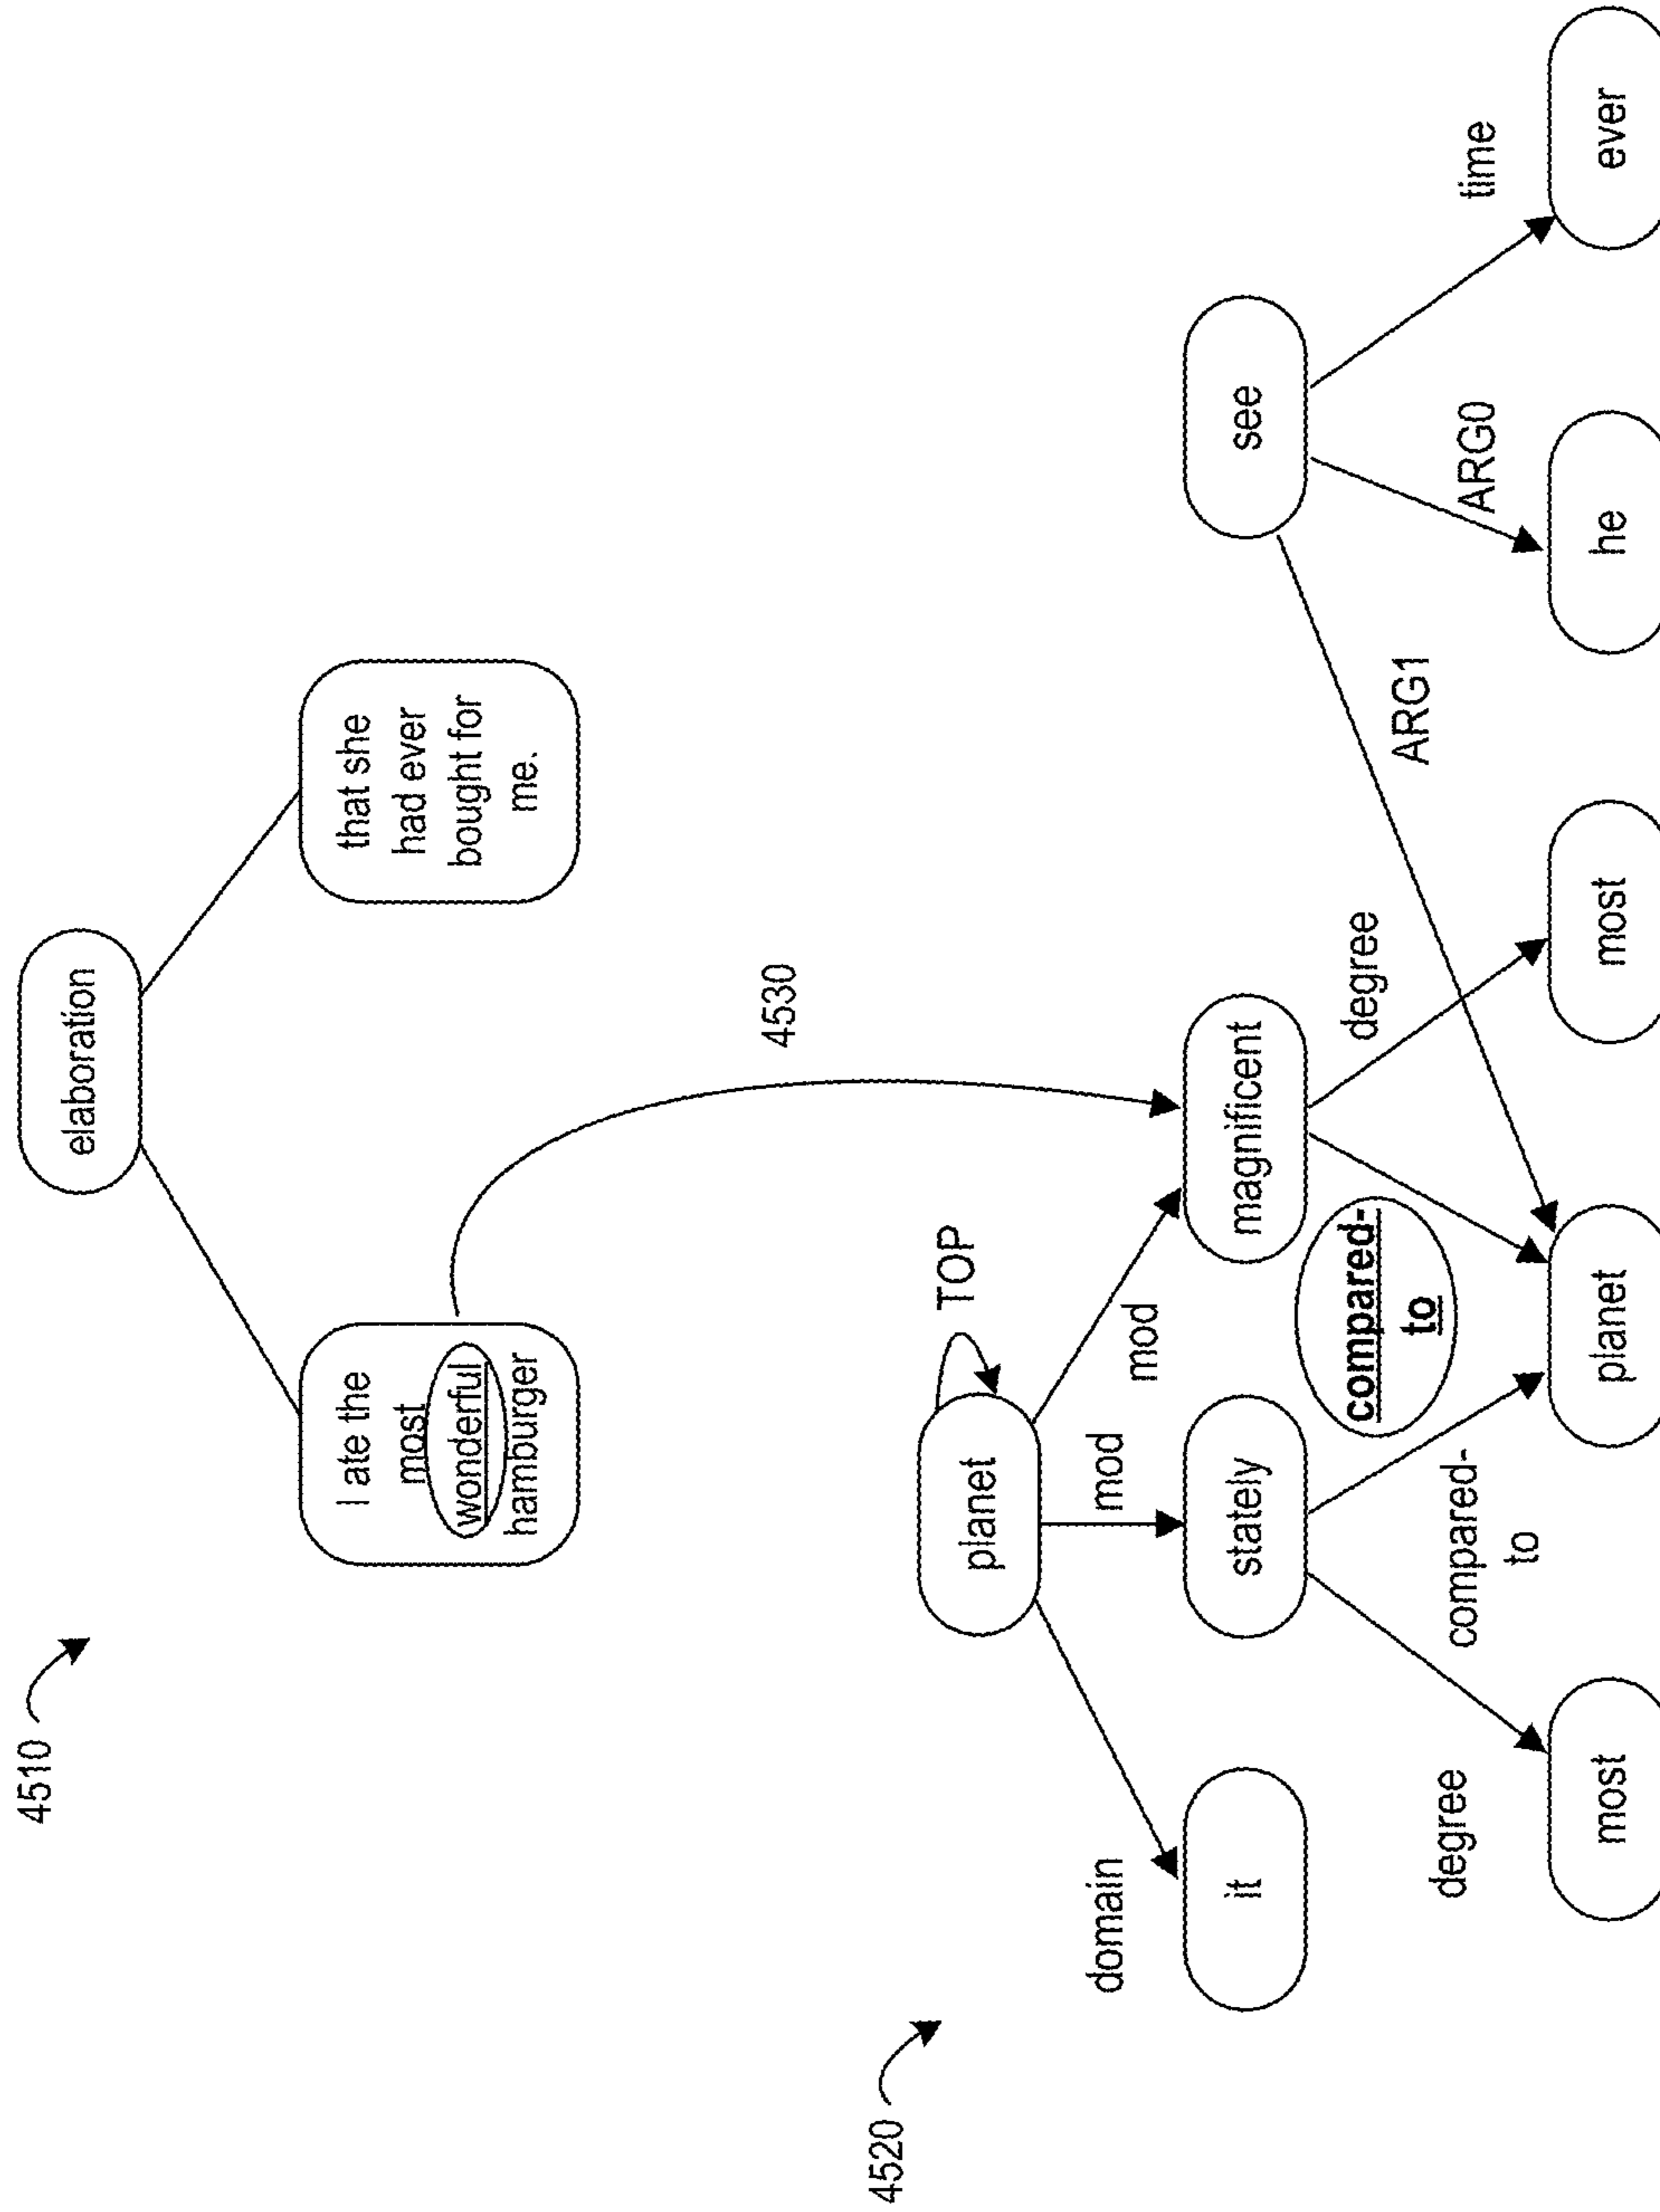 4510
elaboration
I ate the
most
wonderful
hamburger
that she
had ever
bought for
me.
4530
4520
TOP
planet
domain
mod
mod
it
stately
magnificent
see
degree
compared-
to
compared-
to
degree
ARG1
ARG0
time
most
planet
most
he
ever